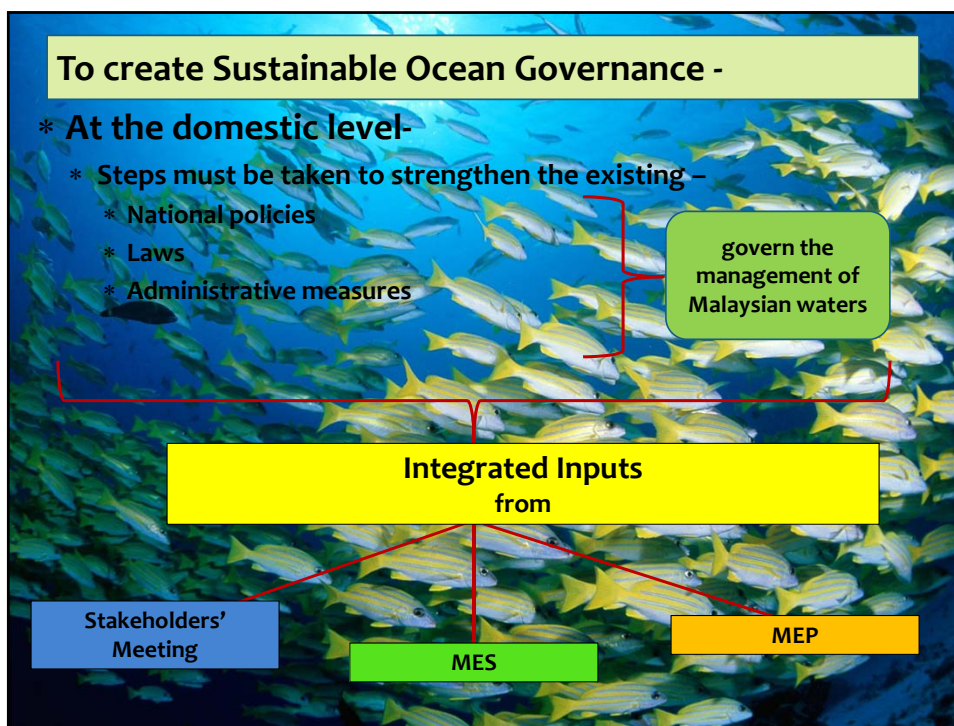 To create Sustainable Ocean Governance -
* At the domestic level-
* Steps must be taken to strengthen the existing –
* National policies
* Laws
* Administrative measures
govern the
management of
Malaysian waters
Integrated Inputs
from
Stakeholders’
Meeting
MES
MEP